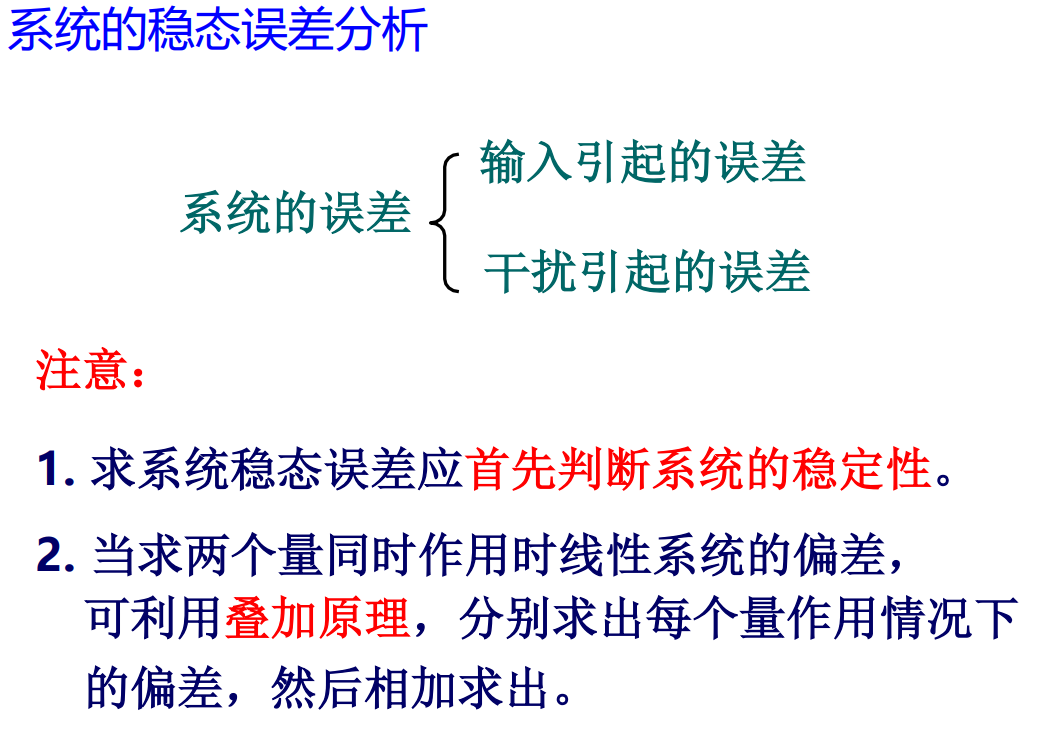 系统的稳态误差分析
输入引起的误差
系统的误差
干扰引起的误差
注意：
1. 求系统稳态误差应首先判断系统的稳定性。
2. 当求两个量同时作用时线性系统的偏差，
可利用叠加原理，分别求出每个量作用情况下
的偏差，然后相加求出。